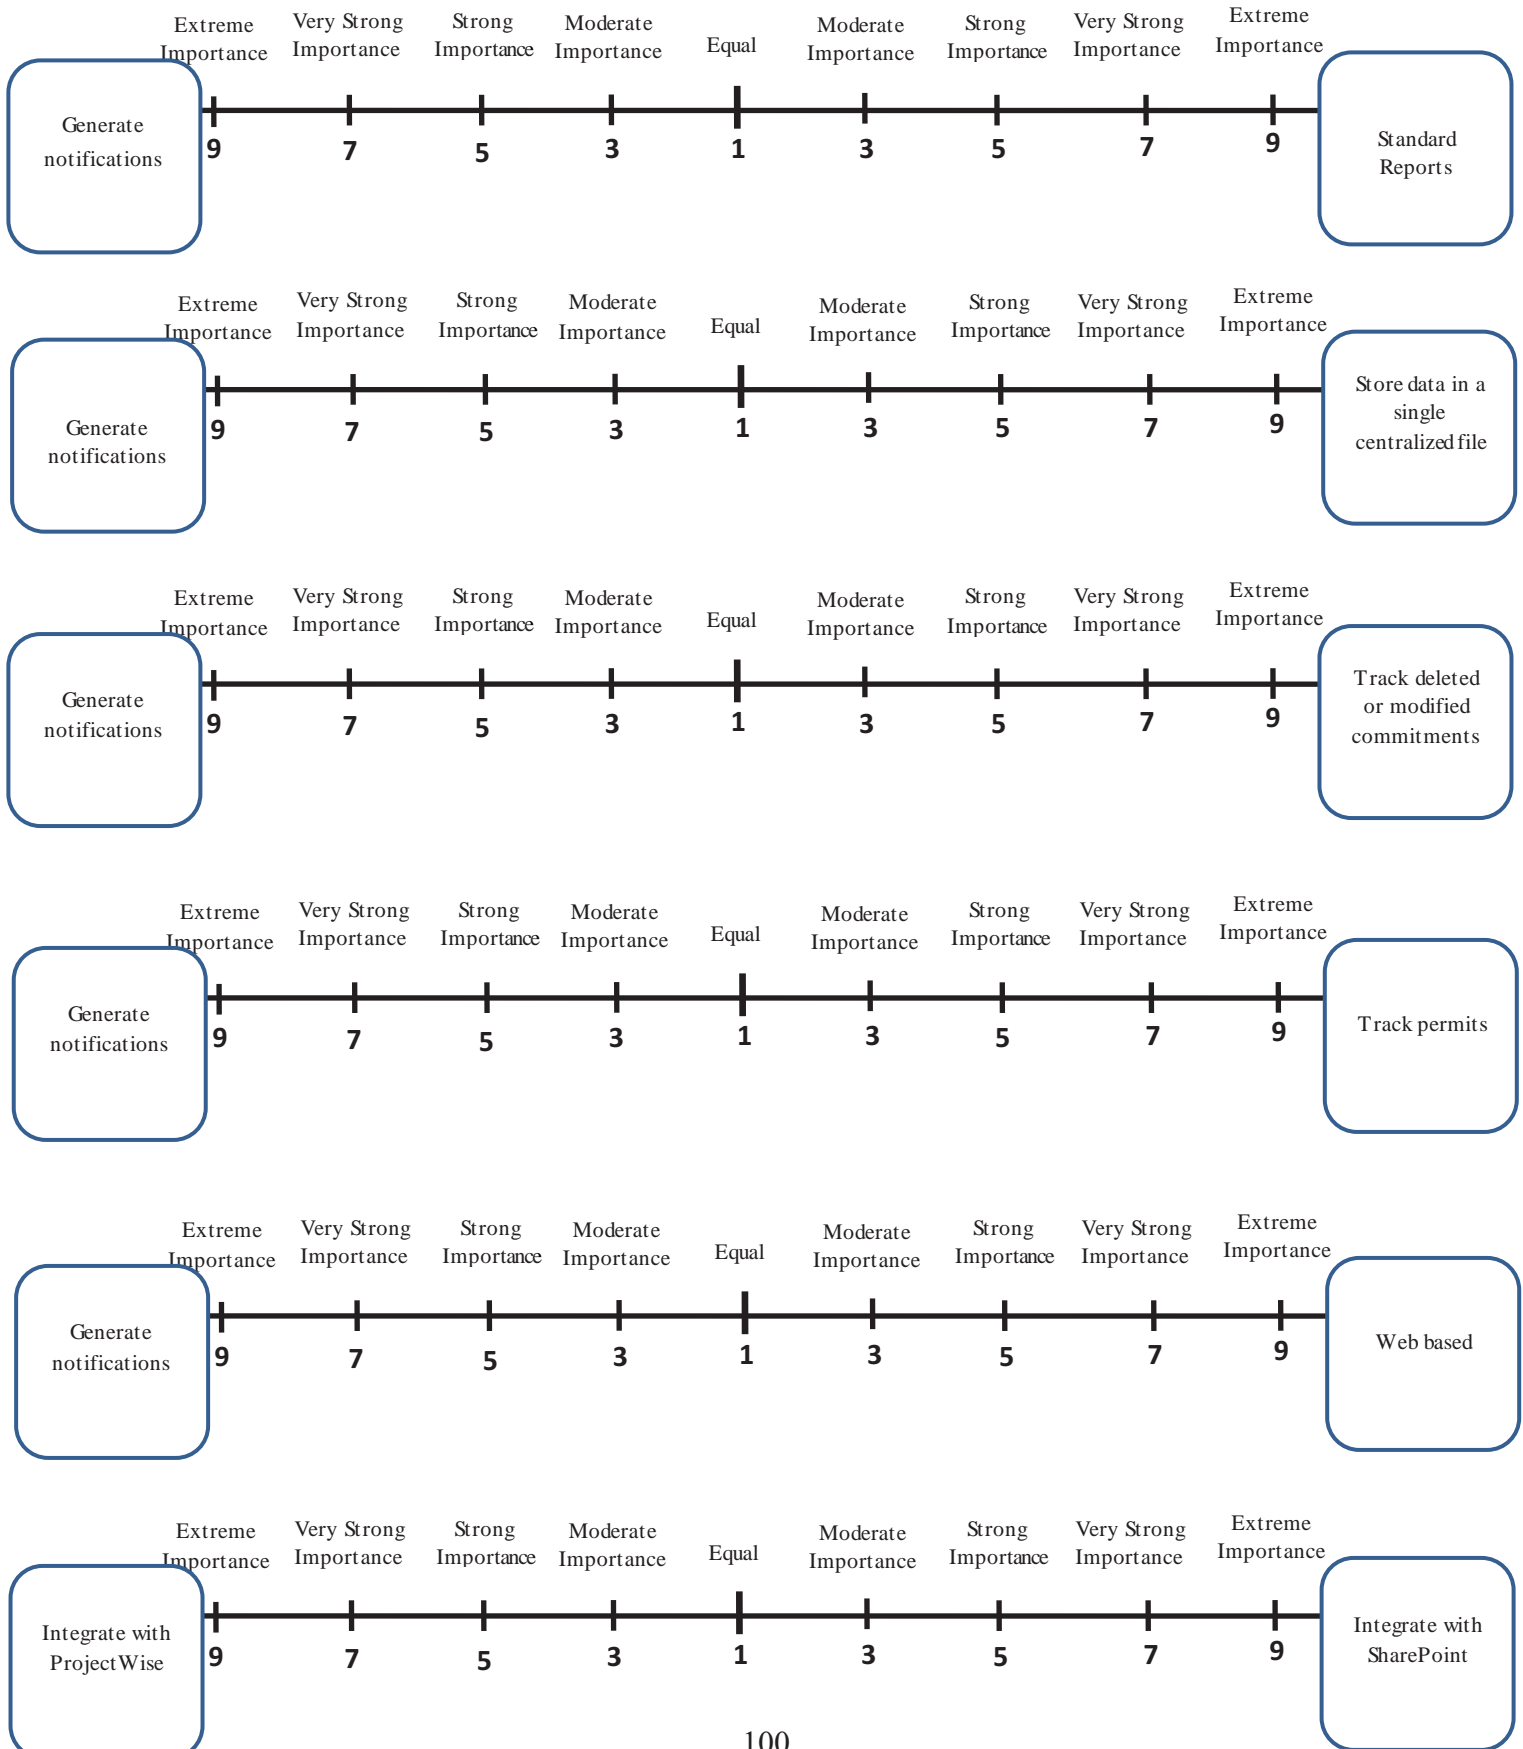 Extreme Importance
Very Strong Importance
Strong Importance
Moderate Importance
Equal
Moderate Importance
Strong Importance
Very Strong Importance
Extreme Importance
Generate
notifications
9 7 5 3 1 3 5 7 9
Standard
Reports
Extreme Importance
Very Strong Importance
Strong Importance
Moderate Importance
Equal
Moderate Importance
Strong Importance
Very Strong Importance
Extreme Importance
Generate
notifications
9 7 5 3 1 3 5 7 9
Store data in a
single
centralized file
Extreme Importance
Very Strong Importance
Strong Importance
Moderate Importance
Equal
Moderate Importance
Strong Importance
Very Strong Importance
Extreme Importance
Generate
notifications
9 7 5 3 1 3 5 7 9
Track deleted
or modified
commitments
Extreme Importance
Very Strong Importance
Strong Importance
Moderate Importance
Equal
Moderate Importance
Strong Importance
Very Strong Importance
Extreme Importance
Generate
notifications
9 7 5 3 1 3 5 7 9
Track permits
Extreme Importance
Very Strong Importance
Strong Importance
Moderate Importance
Equal
Moderate Importance
Strong Importance
Very Strong Importance
Extreme Importance
Generate
notifications
9 7 5 3 1 3 5 7 9
Web based
Extreme Importance
Very Strong Importance
Strong Importance
Moderate Importance
Equal
Moderate Importance
Strong Importance
Very Strong Importance
Extreme Importance
Integrate with
ProjectWise
9 7 5 3 1 3 5 7 9
Integrate with
SharePoint
100